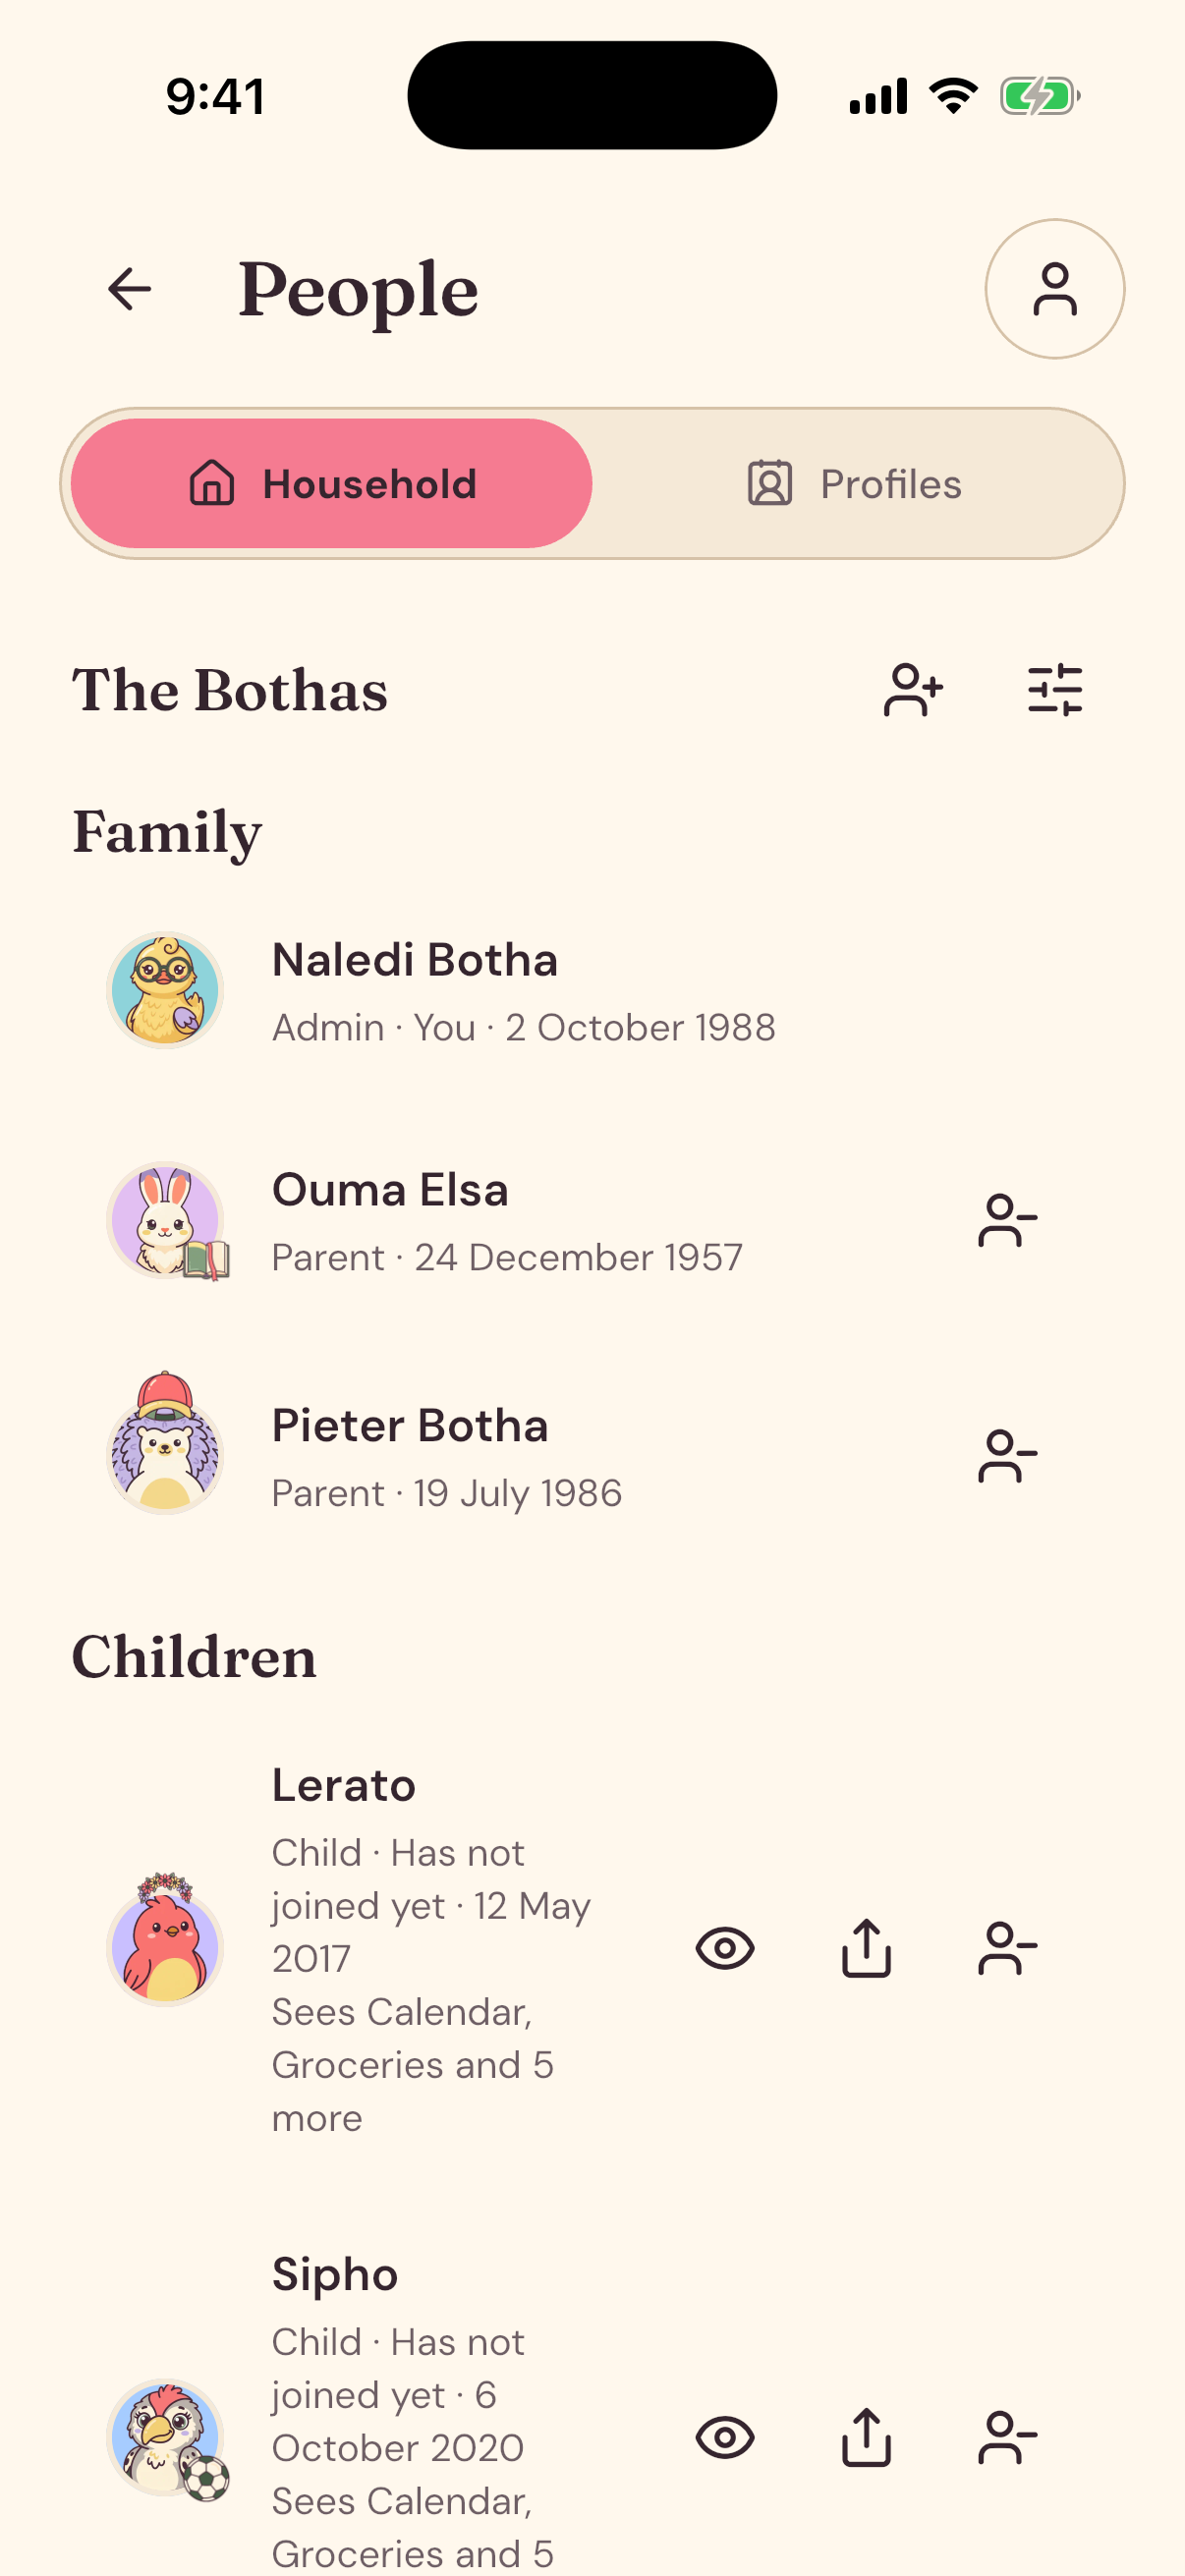 9:41
People
Household
Profiles
The Bothas
Family
Naledi Botha
Admin · You · 2 October 1988
Ouma Elsa
Parent · 24 December 1957
Pieter Botha
Parent · 19 July 1986
Children
Lerato
Child · Has not
joined yet · 12 May
2017
Sees Calendar,
Groceries and 5
more
Sipho
Child · Has not
joined yet · 6
October 2020
Sees Calendar,
Groceries and 5